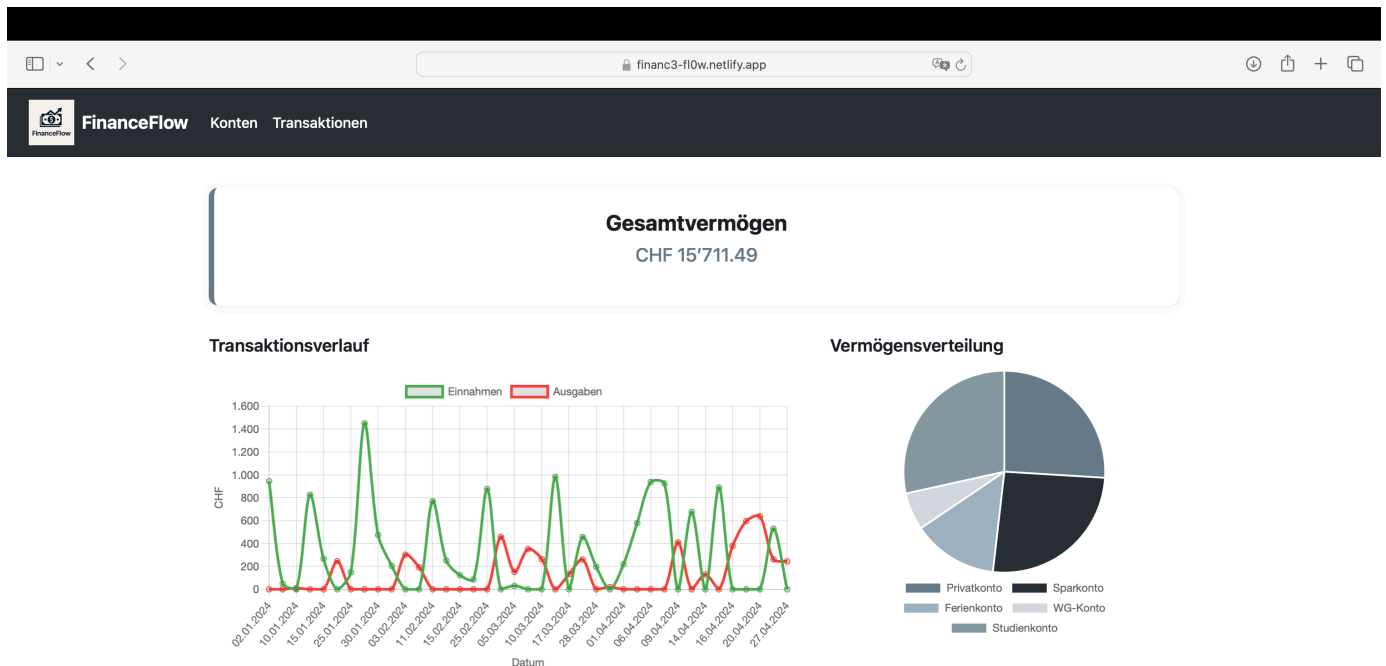 financ3-fl0w.netlify.app
FinanceFlow
FinanceFlow Konten Transaktionen
Gesamtvermögen
CHF 15’711.49
Transaktionsverlauf
Einnahmen Ausgaben
1.600
1.400
1.200
1.000
800
600
400
200
0
CHF
02.01.2024 10.01.2024 15.01.2024 25.01.2024 30.01.2024 03.02.2024 11.02.2024 15.02.2024 25.02.2024 05.03.2024 10.03.2024 17.03.2024 28.03.2024 01.04.2024 06.04.2024 09.04.2024 14.04.2024 16.04.2024 20.04.2024 27.04.2024
Datum
Vermögensverteilung
Privatkonto Sparkonto
Ferienkonto WG-Konto
Studienkonto